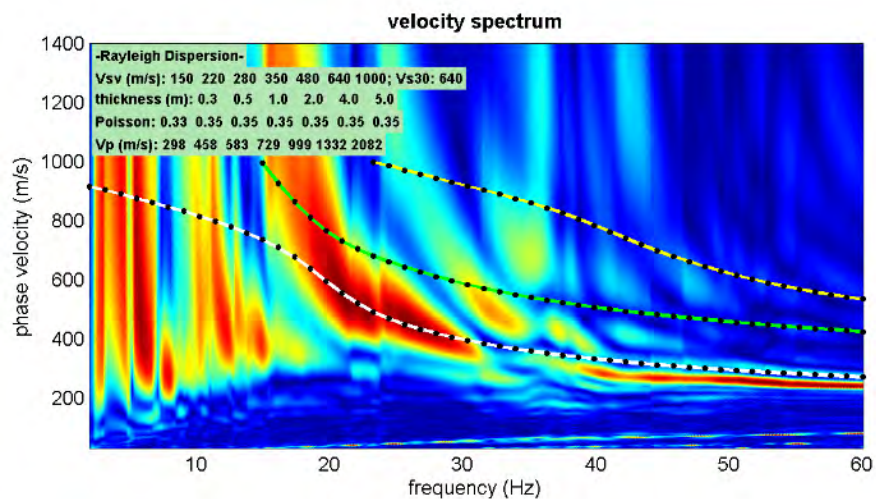 velocity spectrum
-Rayleigh Dispersion-
Vsv (m/s): 150 220 280 350 480 640 1000; Vs30: 640
thickness (m): 0.3 0.5 1.0 2.0 4.0 5.0
Poisson: 0.33 0.35 0.35 0.35 0.35 0.35 0.35
Vp (m/s): 298 458 583 729 999 1332 2082
phase velocity (m/s)
1400
1200
1000
800
600
400
200
10 20 30 40 50 60
frequency (Hz)